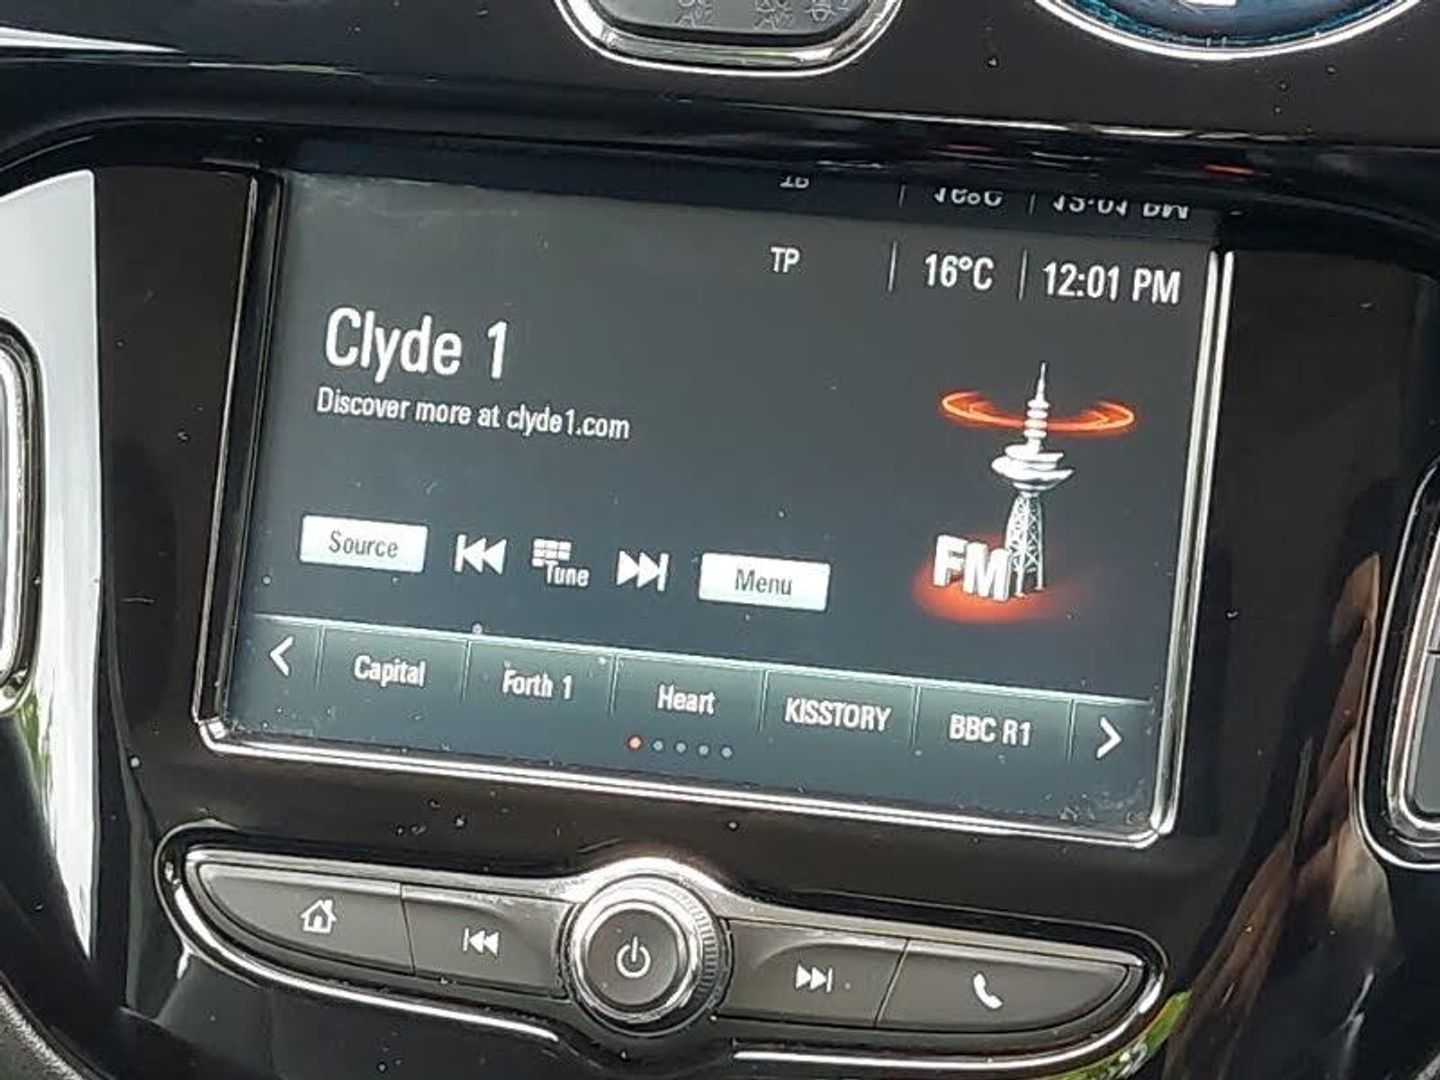 TP 16°C 12:01 PM
Clyde 1
Discover more at clyde1.com
Source Tune Menu
FM
Capital Forth 1 Heart KISSTORY BBC R1